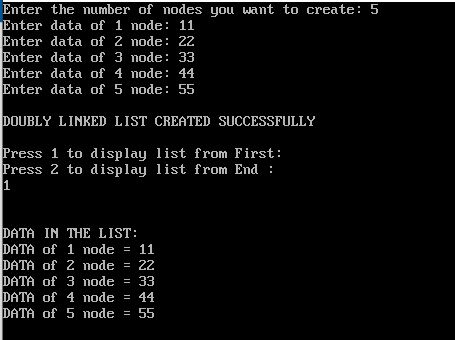 Enter the number of nodes you want to create: 5
Enter data of 1 node: 11
Enter data of 2 node: 22
Enter data of 3 node: 33
Enter data of 4 node: 44
Enter data of 5 node: 55
DOUBLY LINKED LIST CREATED SUCCESSFULLY
Press 1 to display list from First:
Press 2 to display list from End :
1
DATA IN THE LIST:
DATA of 1 node = 11
DATA of 2 node = 22
DATA of 3 node = 33
DATA of 4 node = 44
DATA of 5 node = 55